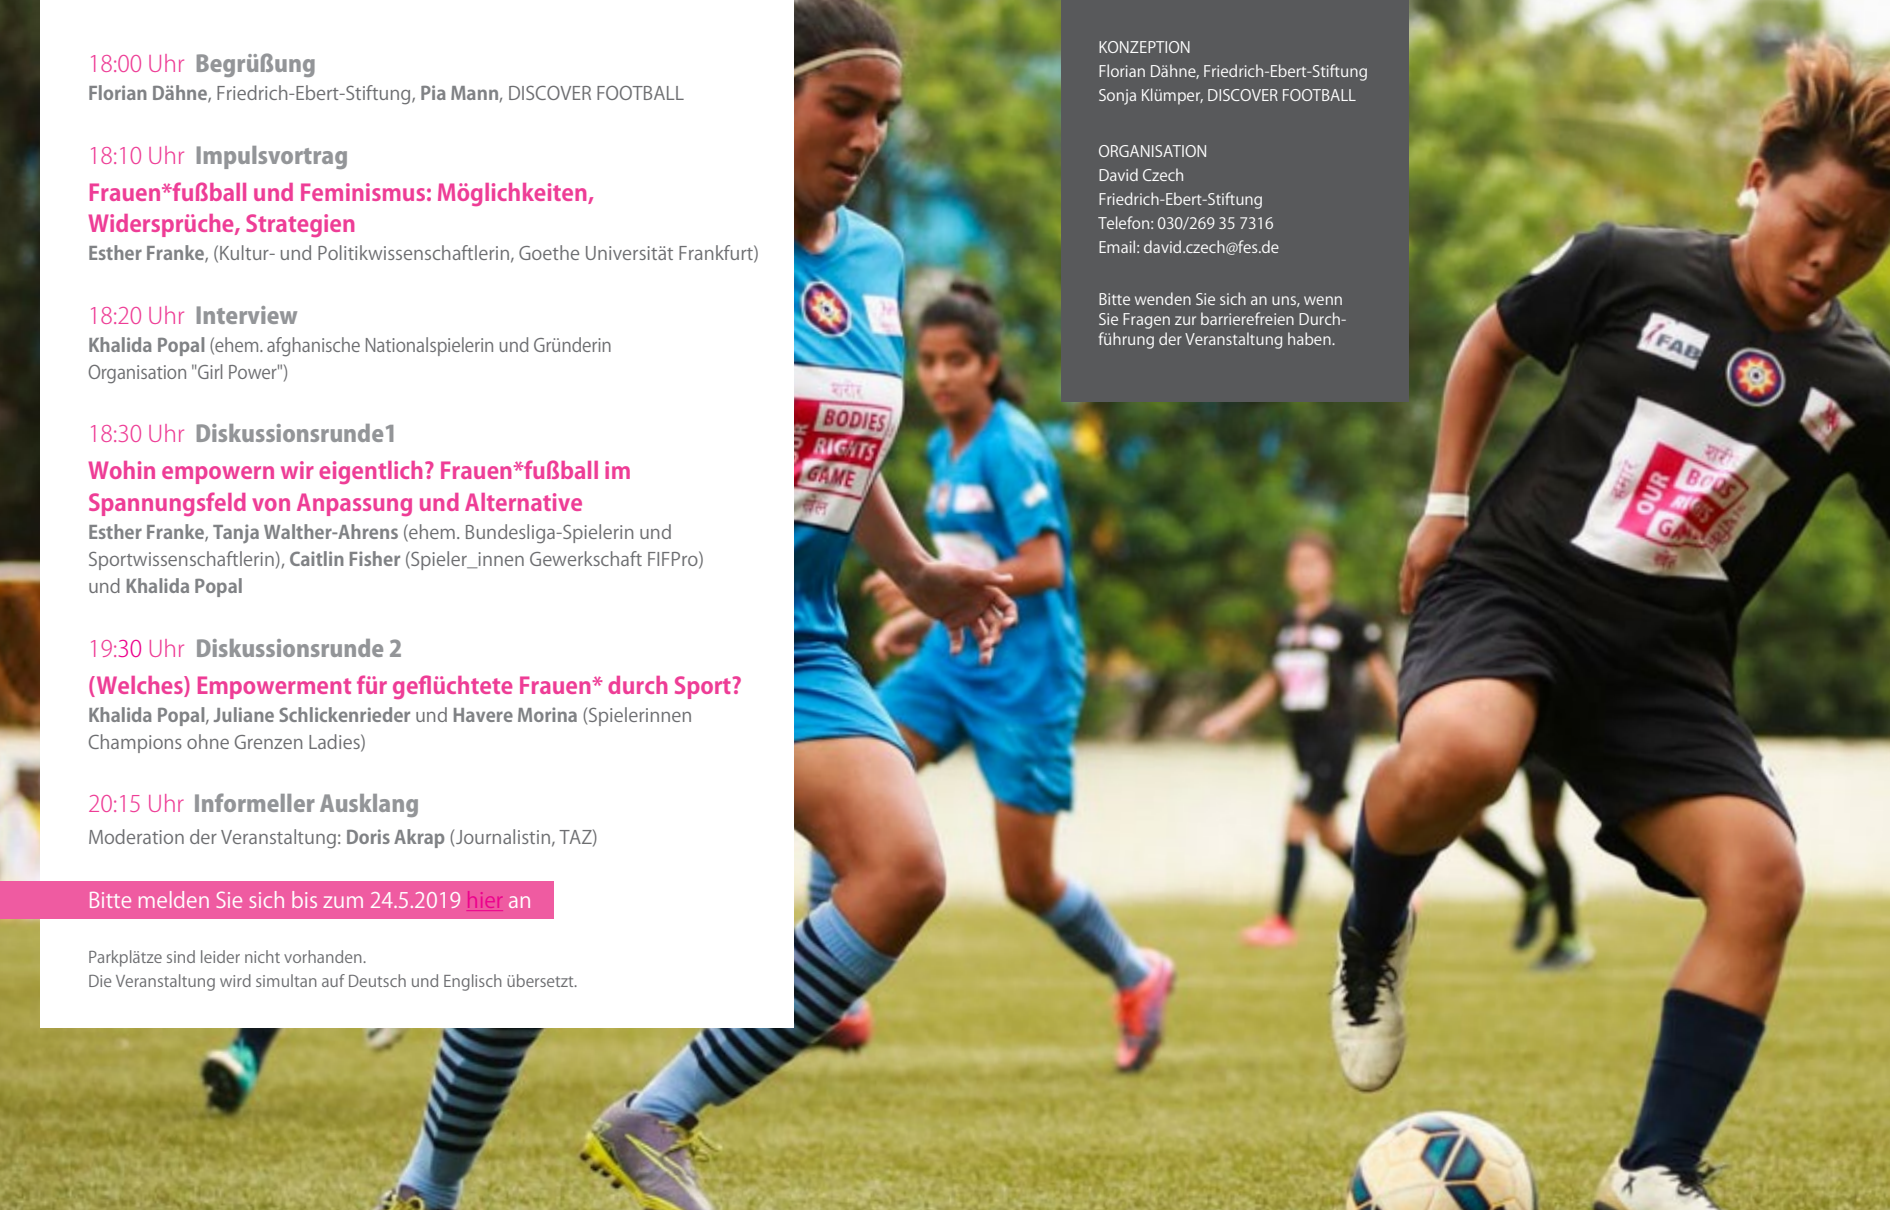 18:00 Uhr Begrüßung
Florian Dähne, Friedrich-Ebert-Stiftung, Pia Mann, DISCOVER FOOTBALL
18:10 Uhr Impulsvortrag
Frauen*fußball und Feminismus: Möglichkeiten,
Widersprüche, Strategien
Esther Franke, (Kultur- und Politikwissenschaftlerin, Goethe Universität Frankfurt)
18:20 Uhr Interview
Khalida Popal (ehem. afghanische Nationalspielerin und Gründerin
Organisation "Girl Power")
18:30 Uhr Diskussionsrunde1
Wohin empowern wir eigentlich? Frauen*fußball im
Spannungsfeld von Anpassung und Alternative
Esther Franke, Tanja Walther-Ahrens (ehem. Bundesliga-Spielerin und
Sportwissenschaftlerin), Caitlin Fisher (Spieler_innen Gewerkschaft FIFPro)
und Khalida Popal
19:30 Uhr Diskussionsrunde 2
(Welches) Empowerment für geflüchtete Frauen* durch Sport?
Khalida Popal, Juliane Schlickenrieder und Havere Morina (Spielerinnen
Champions ohne Grenzen Ladies)
20:15 Uhr Informeller Ausklang
Moderation der Veranstaltung: Doris Akrap (Journalistin, TAZ)
Bitte melden Sie sich bis zum 24.5.2019 hier an
Parkplätze sind leider nicht vorhanden.
Die Veranstaltung wird simultan auf Deutsch und Englisch übersetzt.
KONZEPTION
Florian Dähne, Friedrich-Ebert-Stiftung
Sonja Klümper, DISCOVER FOOTBALL
ORGANISATION
David Czech
Friedrich-Ebert-Stiftung
Telefon: 030/269 35 7316
Email: david.czech@fes.de
Bitte wenden Sie sich an uns, wenn
Sie Fragen zur barrierefreien Durch-
führung der Veranstaltung haben.
शरीर
BODIES
RIGHTS
GAME
खेल
FAB
शरीर
हमारे
OUR
खेल